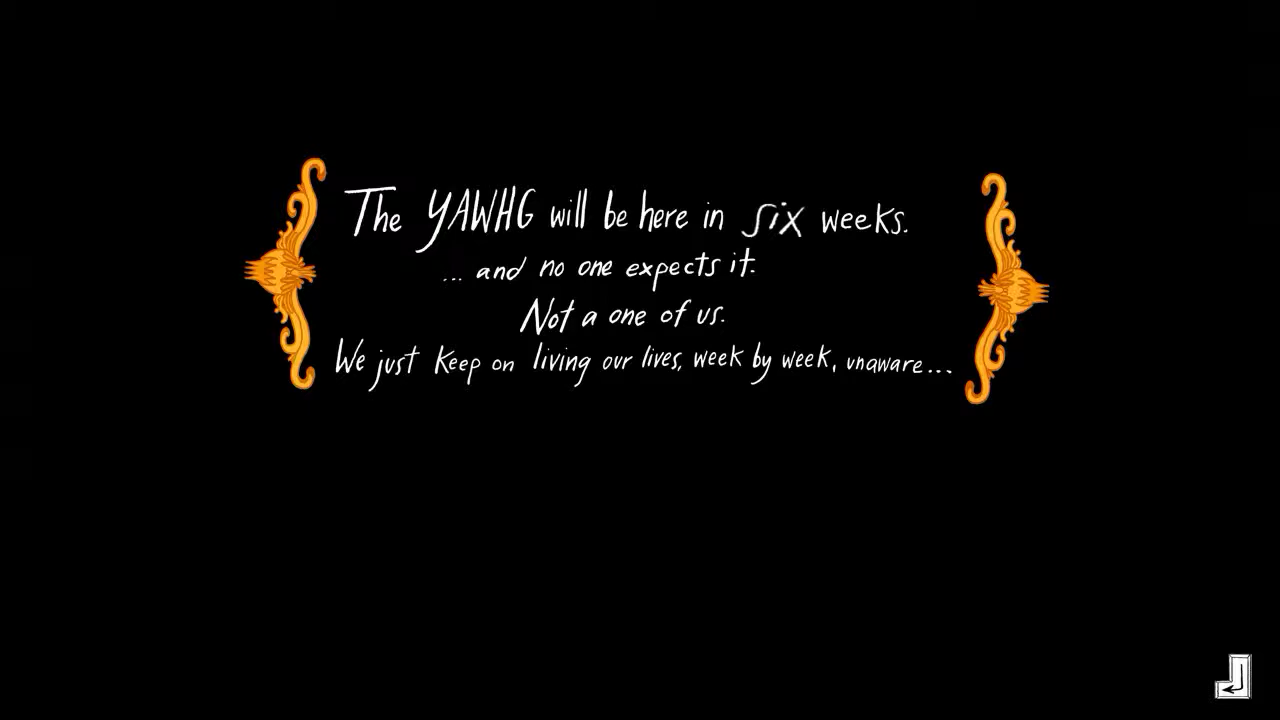 The YAWHG will be here in six weeks.
... and no one expects it.
Not a one of us.
We just keep on living our lives, week by week, unaware...